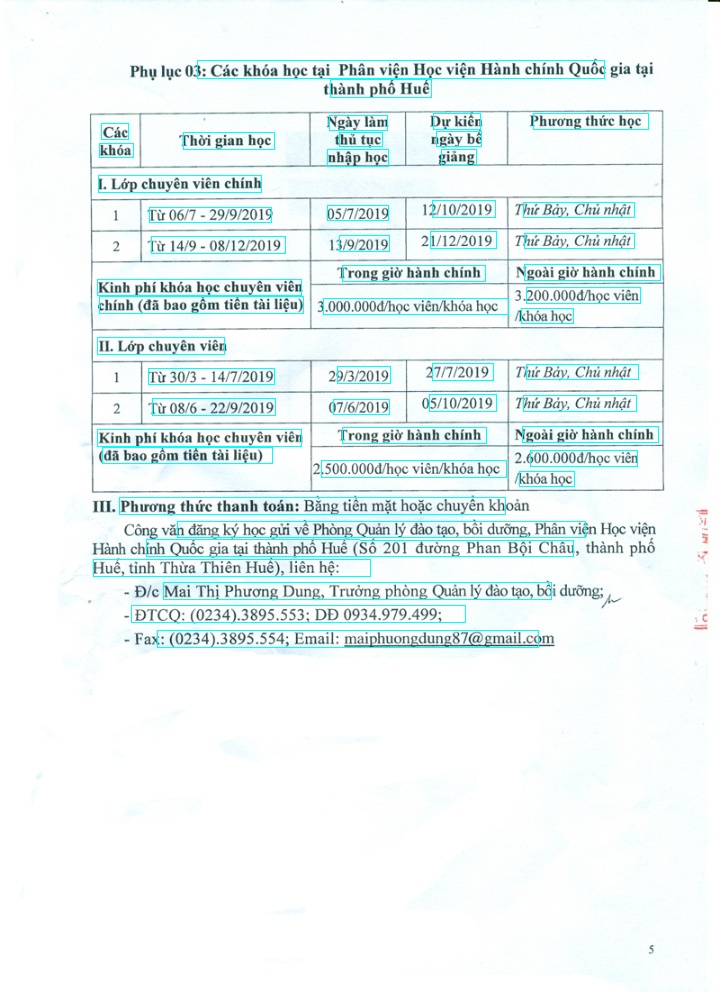 Phụ lục 03: Các khóa học tại Phân viện Học viện Hành chính Quốc gia tại
thành phố Huế
Các khóa
Thời gian học
Ngày làm thủ tục nhập học
Dự kiến ngày bế giảng
Phương thức học
I. Lớp chuyên viên chính
1 Từ 06/7 - 29/9/2019 05/7/2019 12/10/2019 Thứ Bảy, Chủ nhật
2 Từ 14/9 - 08/12/2019 13/9/2019 21/12/2019 Thứ Bảy, Chủ nhật
Kinh phí khóa học chuyên viên
chính (đã bao gồm tiền tài liệu)
Trong giờ hành chính
3.000.000đ/học viên/khóa học
Ngoài giờ hành chính
3.200.000đ/học viên
/khóa học
II. Lớp chuyên viên
1 Từ 30/3 - 14/7/2019 29/3/2019 27/7/2019 Thứ Bảy, Chủ nhật
2 Từ 08/6 - 22/9/2019 07/6/2019 05/10/2019 Thứ Bảy, Chủ nhật
Kinh phí khóa học chuyên viên
(đã bao gồm tiền tài liệu)
Trong giờ hành chính
2.500.000đ/học viên/khóa học
Ngoài giờ hành chính
2.600.000đ/học viên
/khóa học
III. Phương thức thanh toán: Bằng tiền mặt hoặc chuyển khoản
Công văn đăng ký học gửi về Phòng Quản lý đào tạo, bồi dưỡng, Phân viện Học viện
Hành chính Quốc gia tại thành phố Huế (Số 201 đường Phan Bội Châu, thành phố
Huế, tỉnh Thừa Thiên Huế), liên hệ:
- Đ/c Mai Thị Phương Dung, Trưởng phòng Quản lý đào tạo, bồi dưỡng;
- ĐTCQ: (0234).3895.553; DĐ 0934.979.499;
- Fax: (0234).3895.554; Email: maiphuongdung87@gmail.com
5